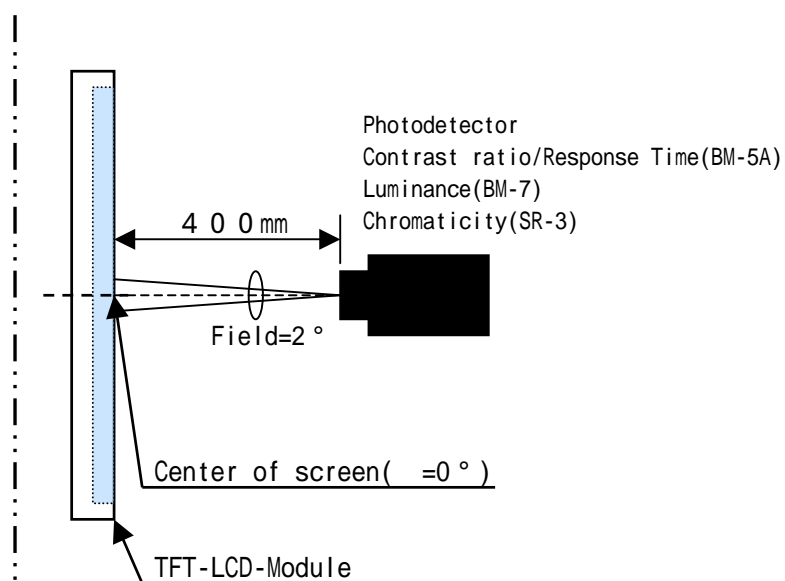 Photodetector
Contrast ratio/Response Time(BM-5A)
Luminance(BM-7)
Chromaticity(SR-3)
４００mm
Field=2°
Center of screen(　=0°)
TFT-LCD-Module